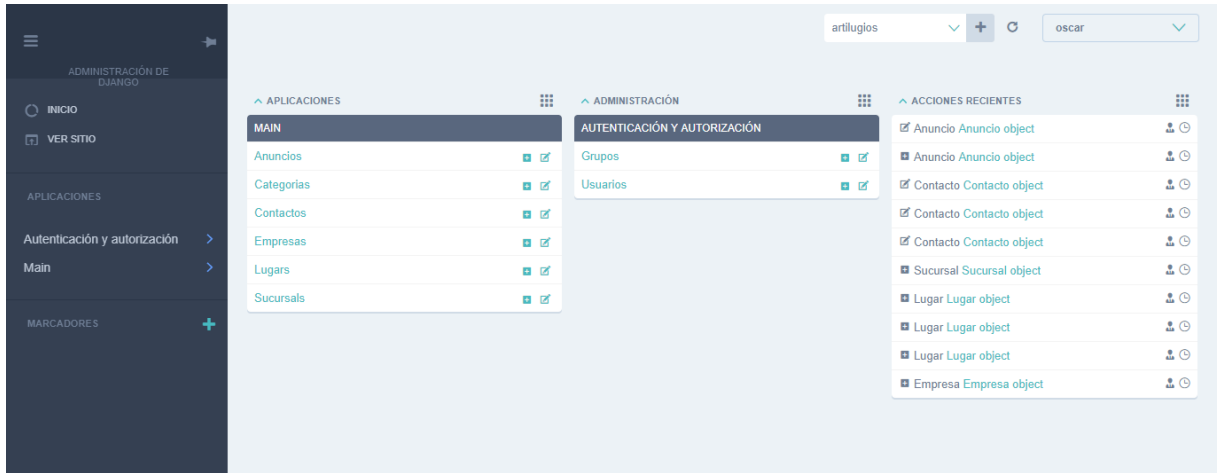 artilugios
oscar
ADMINISTRACIÓN DE
DJANGO
INICIO
VER SITIO
APLICACIONES
Autenticación y autorización
Main
MARCADORES
APLICACIONES
MAIN
Anuncios
Categorias
Contactos
Empresas
Lugars
Sucursals
ADMINISTRACIÓN
AUTENTICACIÓN Y AUTORIZACIÓN
Grupos
Usuarios
ACCIONES RECIENTES
Anuncio Anuncio object
Anuncio Anuncio object
Contacto Contacto object
Contacto Contacto object
Contacto Contacto object
Sucursal Sucursal object
Lugar Lugar object
Lugar Lugar object
Lugar Lugar object
Empresa Empresa object